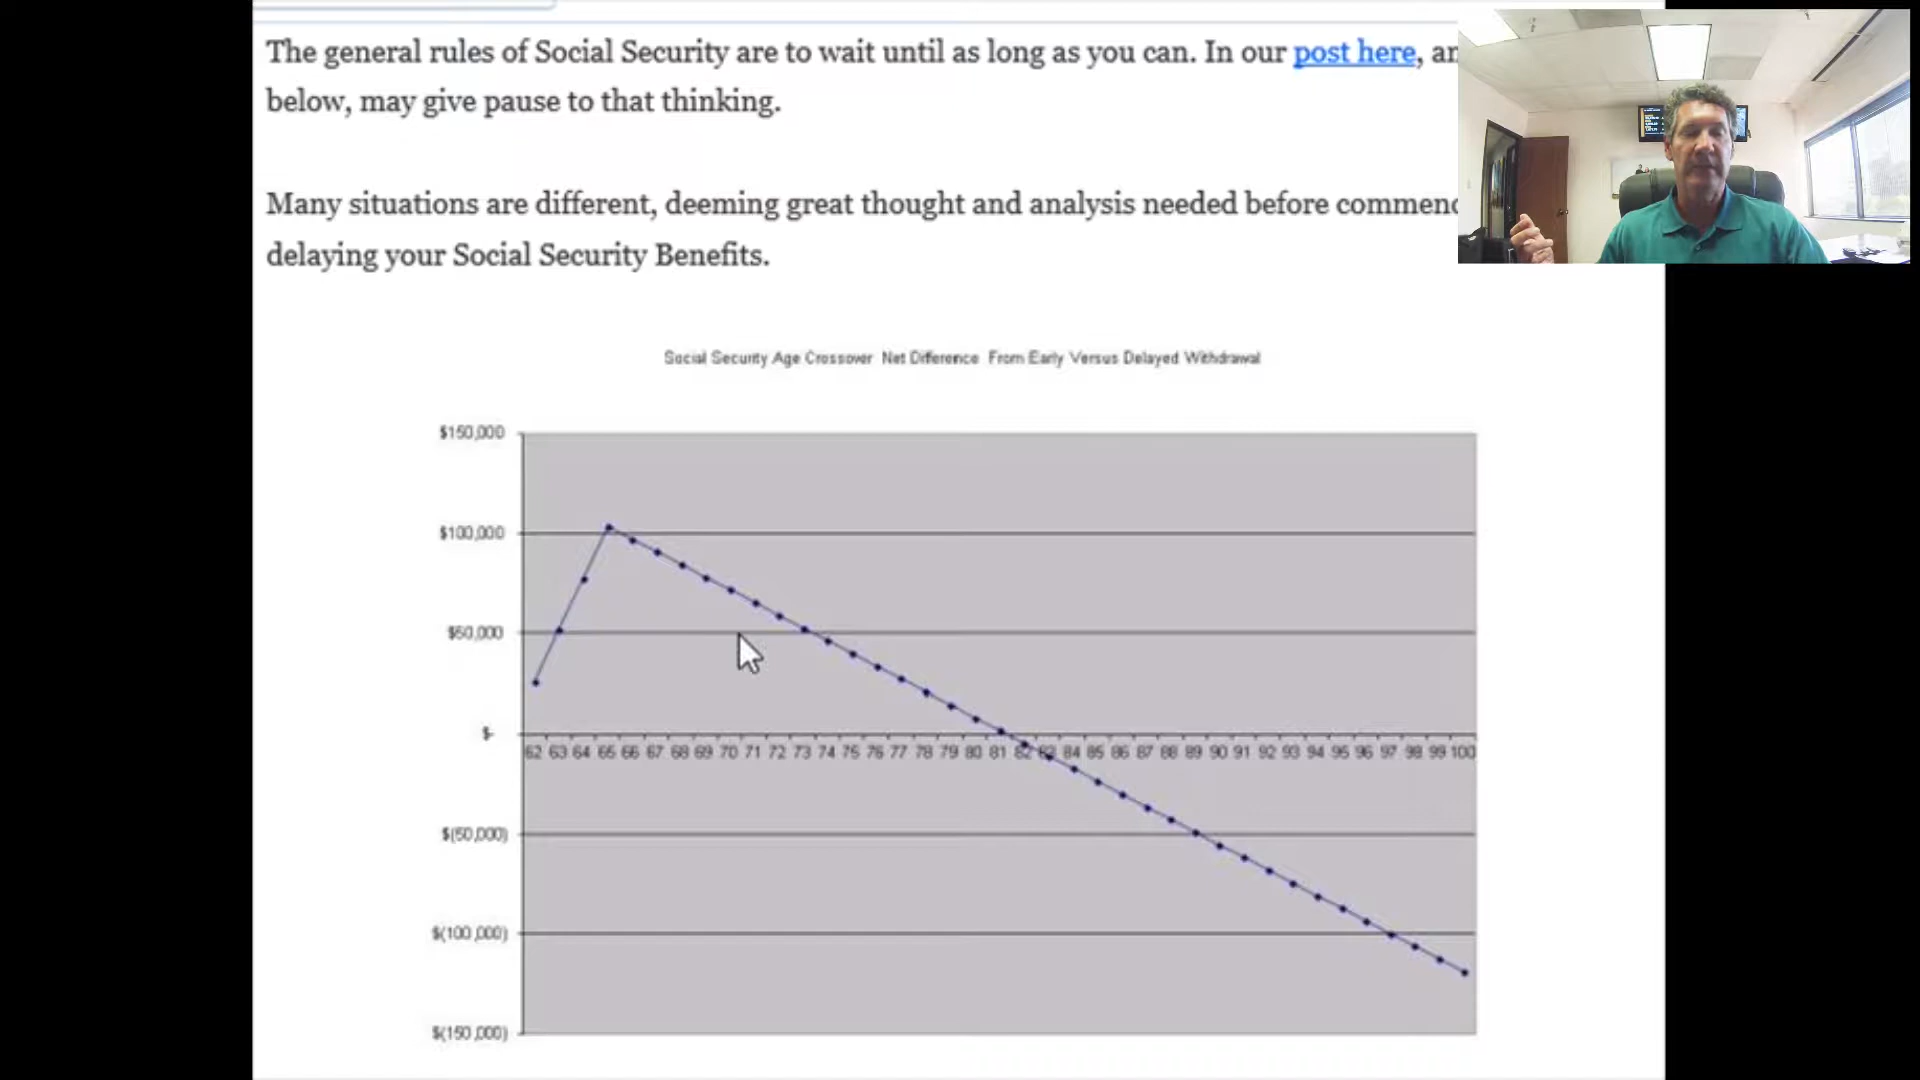 The general rules of Social Security are to wait until as long as you can. In our post here, an
below, may give pause to that thinking.
Many situations are different, deeming great thought and analysis needed before commenc
delaying your Social Security Benefits.
Social Security Age Crossover Net Difference From Early Versus Delayed Withdrawal
$150,000
$100,000
$50,000
$-
62 63 64 65 66 67 68 69 70 71 72 73 74 75 76 77 78 79 80 81 82 83 84 85 86 87 88 89 90 91 92 93 94 95 96 97 98 99 100
$(50,000)
$(100,000)
$(150,000)